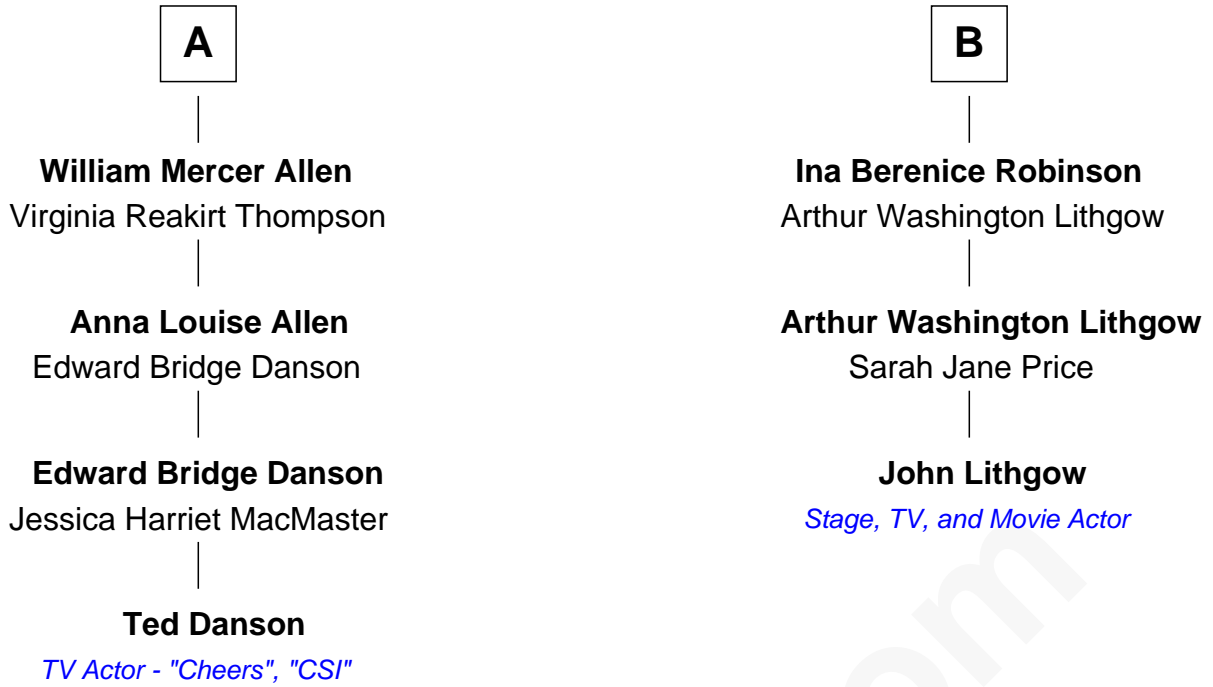 A
William Mercer Allen
Virginia Reakirt Thompson
Anna Louise Allen
Edward Bridge Danson
Edward Bridge Danson
Jessica Harriet MacMaster
Ted Danson
TV Actor - "Cheers", "CSI"
B
Ina Berenice Robinson
Arthur Washington Lithgow
Arthur Washington Lithgow
Sarah Jane Price
John Lithgow
Stage, TV, and Movie Actor
om